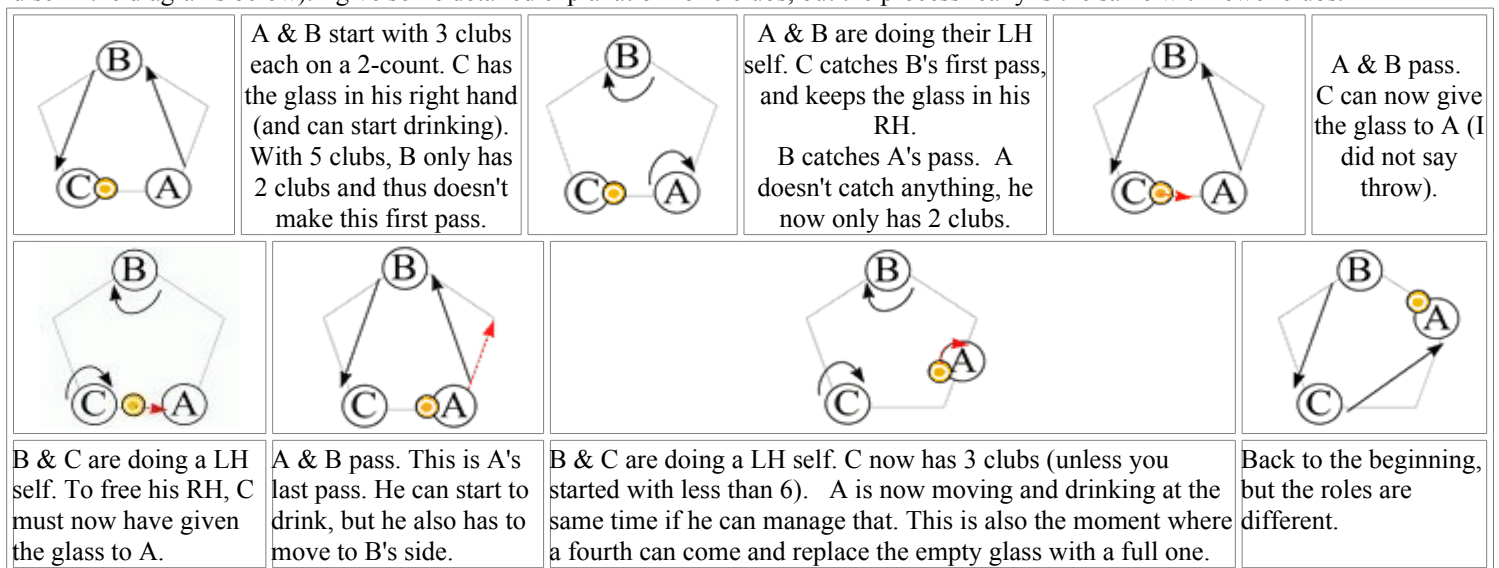 B
C
A
A & B start with 3 clubs
each on a 2-count. C has
the glass in his right hand
(and can start drinking).
With 5 clubs, B only has
2 clubs and thus doesn't
make this first pass.
B
C
A
A & B are doing their LH
self. C catches B's first pass,
and keeps the glass in his
RH.
B catches A's pass. A
doesn't catch anything, he
now only has 2 clubs.
B
C
A
A & B pass.
C can now give
the glass to A (I
did not say
throw).
B
C
A
B
C
A
B
A
C
B
A
C
B & C are doing a LH
self. To free his RH, C
must now have given
the glass to A.
A & B pass. This is A's
last pass. He can start to
drink, but he also has to
move to B's side.
B & C are doing a LH self. C now has 3 clubs (unless you
started with less than 6). A is now moving and drinking at the
same time if he can manage that. This is also the moment where
a fourth can come and replace the empty glass with a full one.
Back to the beginning,
but the roles are
different.